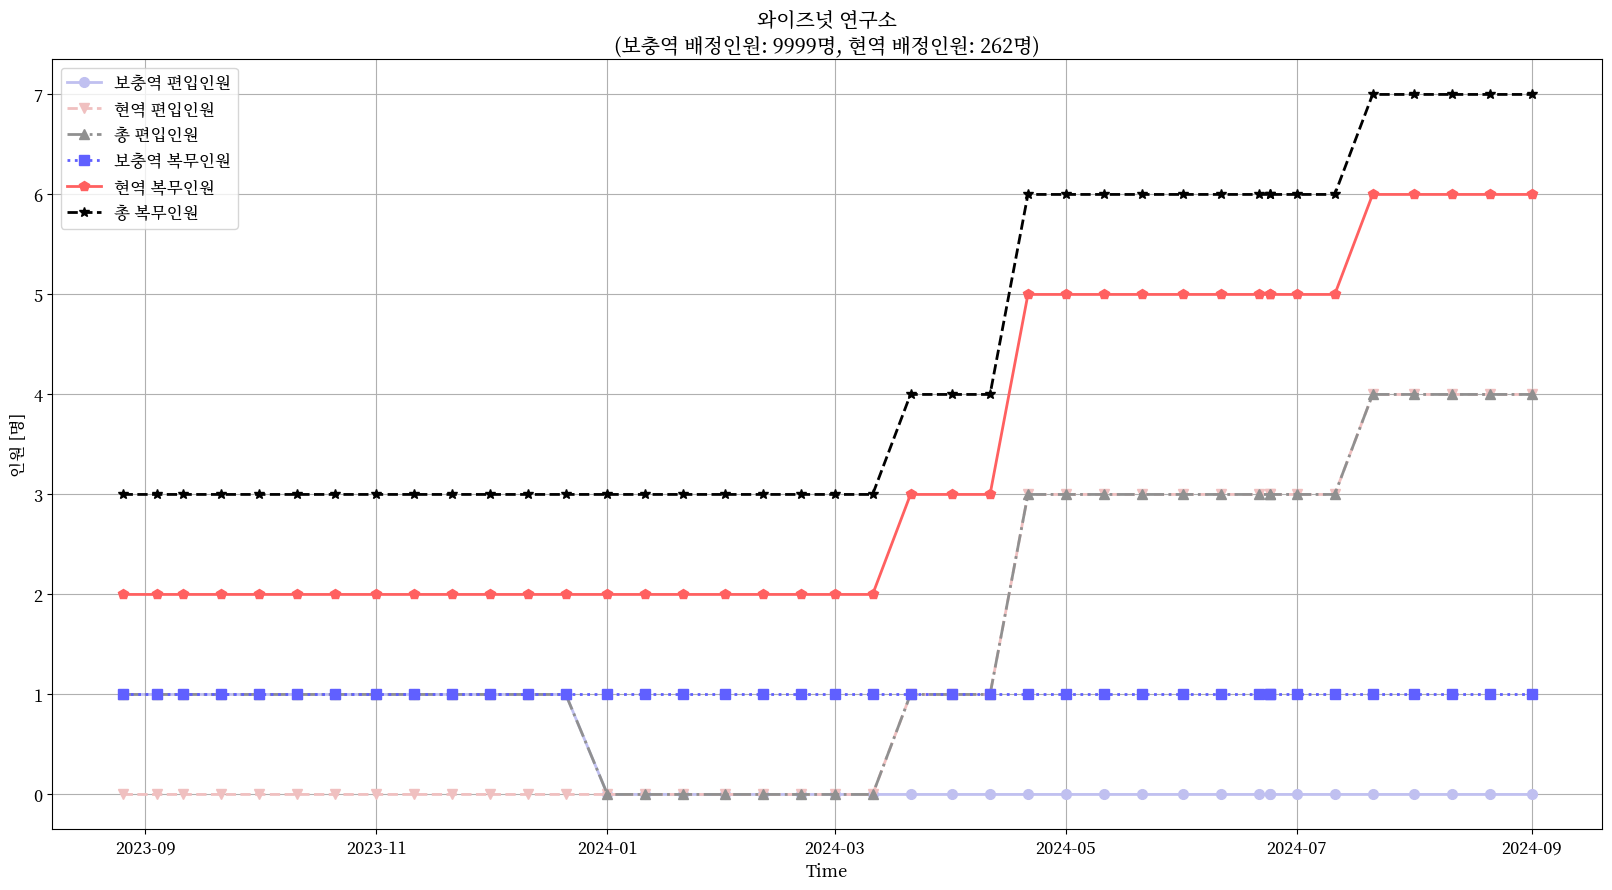 와이즈넛 연구소
(보충역 배정인원: 9999명, 현역 배정인원: 262명)
보충역 편입인원
현역 편입인원
총 편입인원
보충역 복무인원
현역 복무인원
총 복무인원
7
6
5
4
3
2
1
0
인원 [명]
2023-09
2023-11
2024-01
2024-03
2024-05
2024-07
2024-09
Time